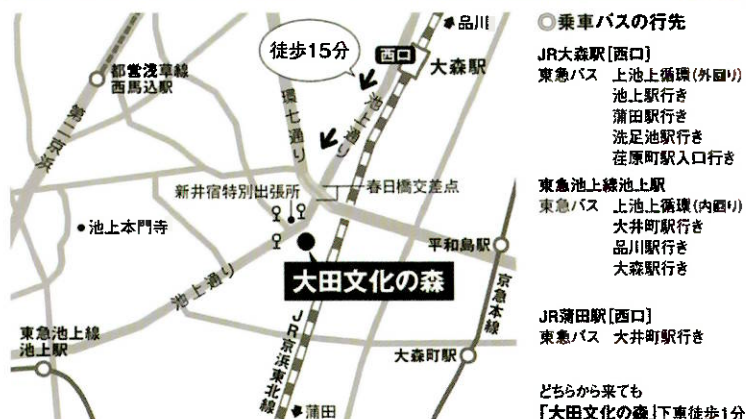 品川
徒歩15分
西口
大森駅
都営浅草線
西馬込駅
第二京浜
環七通り
池上通り
新井宿特別出張所
春日橋交差点
池上本門寺
平和島駅
大田文化の森
池上通り
京急本線
東急池上線
池上駅
JR京浜東北線
大森町駅
蒲田
◎乗車バスの行先
JR大森駅[西口]
東急バス 上池上循環(外回り)
池上駅行き
蒲田駅行き
洗足池駅行き
荏原町駅入口行き
東急池上線池上駅
東急バス 上池上循環(内回り)
大井町駅行き
品川駅行き
大森駅行き
JR蒲田駅[西口]
東急バス 大井町駅行き
どちらから来ても
「大田文化の森」下車徒歩1分